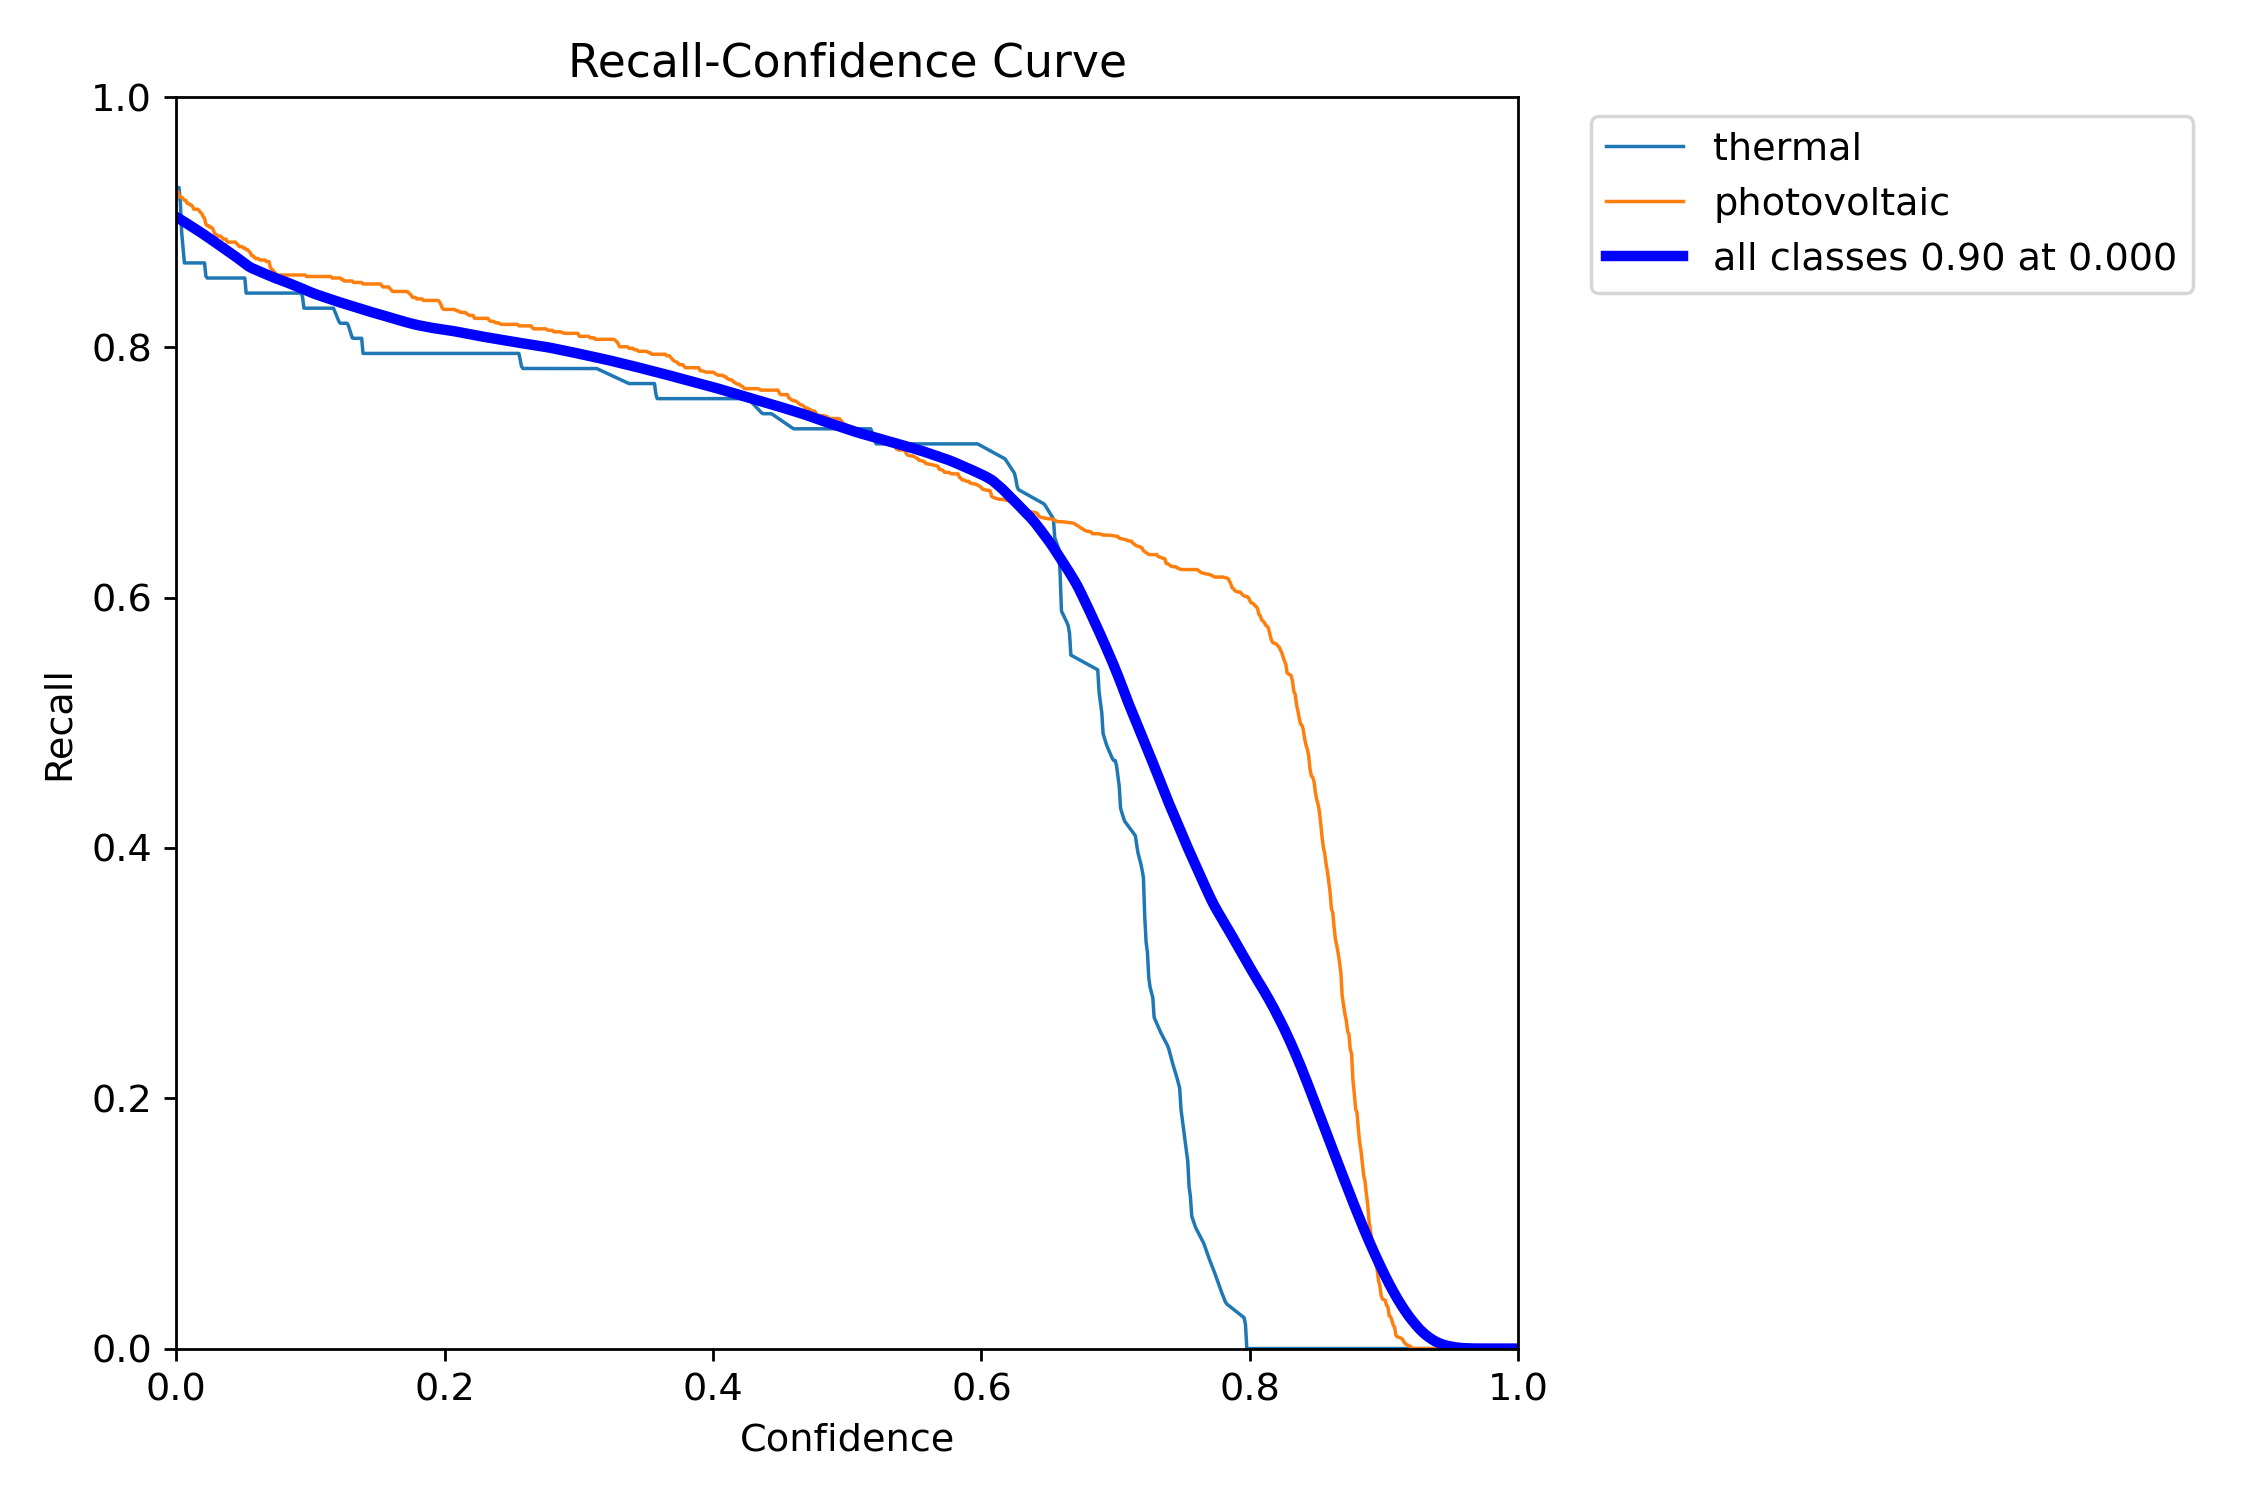 Recall-Confidence Curve
1.0
0.8
0.6
0.4
0.2
0.0
Recall
0.0 0.2 0.4 0.6 0.8 1.0
Confidence
thermal
photovoltaic
all classes 0.90 at 0.000